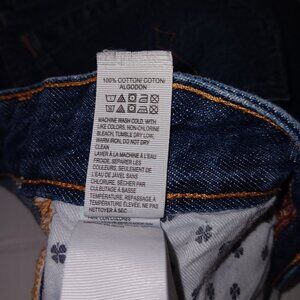 100% COTTON/ COTON/
ALGODON
MACHINE WASH COLD, WITH
LIKE COLORS, NON-CHLORINE
BLEACH, TUMBLE DRY LOW,
WARM IRON, DO NOT DRY
CLEAN
LAVER À LA MACHINE À L'EAU
FROIDE, SÉPARER LES
COULEURS, SEULEMENT DE
L'EAU DE JAVEL SANS
CHLORURE, SÉCHER PAR
CULBUTAGE À BASSE
TEMPÉRATURE, REPASSAGE À
TEMPÉRATURE ÉLEVÉE, NE PAS
NETTOYER À SEC